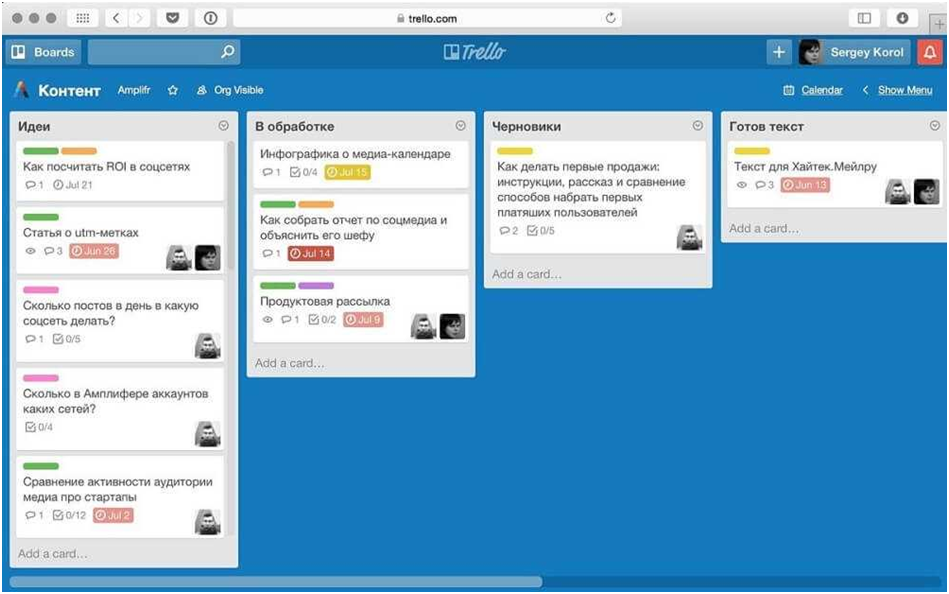 trello.com
Boards
Trello
Sergey Korol
Контент
Amplifr
Org Visible
Calendar
Show Menu
Идеи
Как посчитать ROI в соцсетях
1 Jul 21
Статья о utm-метках
3 Jun 26
Сколько постов в день в какую
соцсеть делать?
1 0/5
Сколько в Амплифере аккаунтов
каких сетей?
0/4
Сравнение активности аудитории
медиа про стартапы
1 0/12 Jul 2
Add a card…
В обработке
Инфографика о медиа-календаре
1 0/4 Jul 15
Как собрать отчет по соцмедиа и
объяснить его шефу
1 Jul 14
Продуктовая рассылка
1 0/2 Jul 9
Add a card…
Черновики
Как делать первые продажи:
инструкции, рассказ и сравнение
способов набрать первых
платящих пользователей
2 0/5
Add a card…
Готов текст
Текст для Хайтек.Мейлру
3 Jun 13
Add a card…